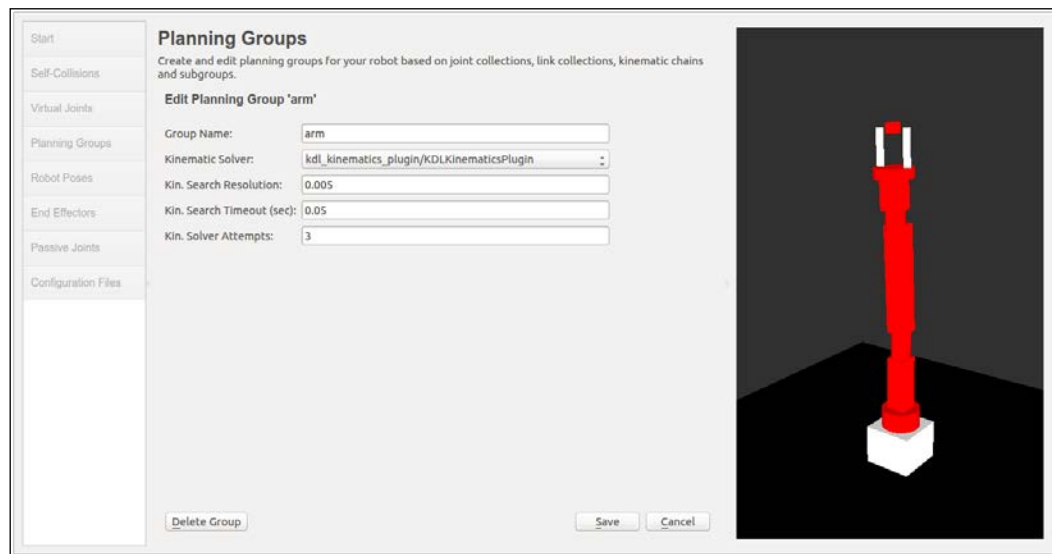 Start
Self-Collisions
Virtual Joints
Planning Groups
Robot Poses
End Effectors
Passive Joints
Configuration Files
Planning Groups
Create and edit planning groups for your robot based on joint collections, link collections, kinematic chains
and subgroups.
Edit Planning Group 'arm'
Group Name: arm
Kinematic Solver: kdl_kinematics_plugin/KDLKinematicsPlugin
Kin. Search Resolution: 0.005
Kin. Search Timeout (sec): 0.05
Kin. Solver Attempts: 3
Delete Group Save Cancel